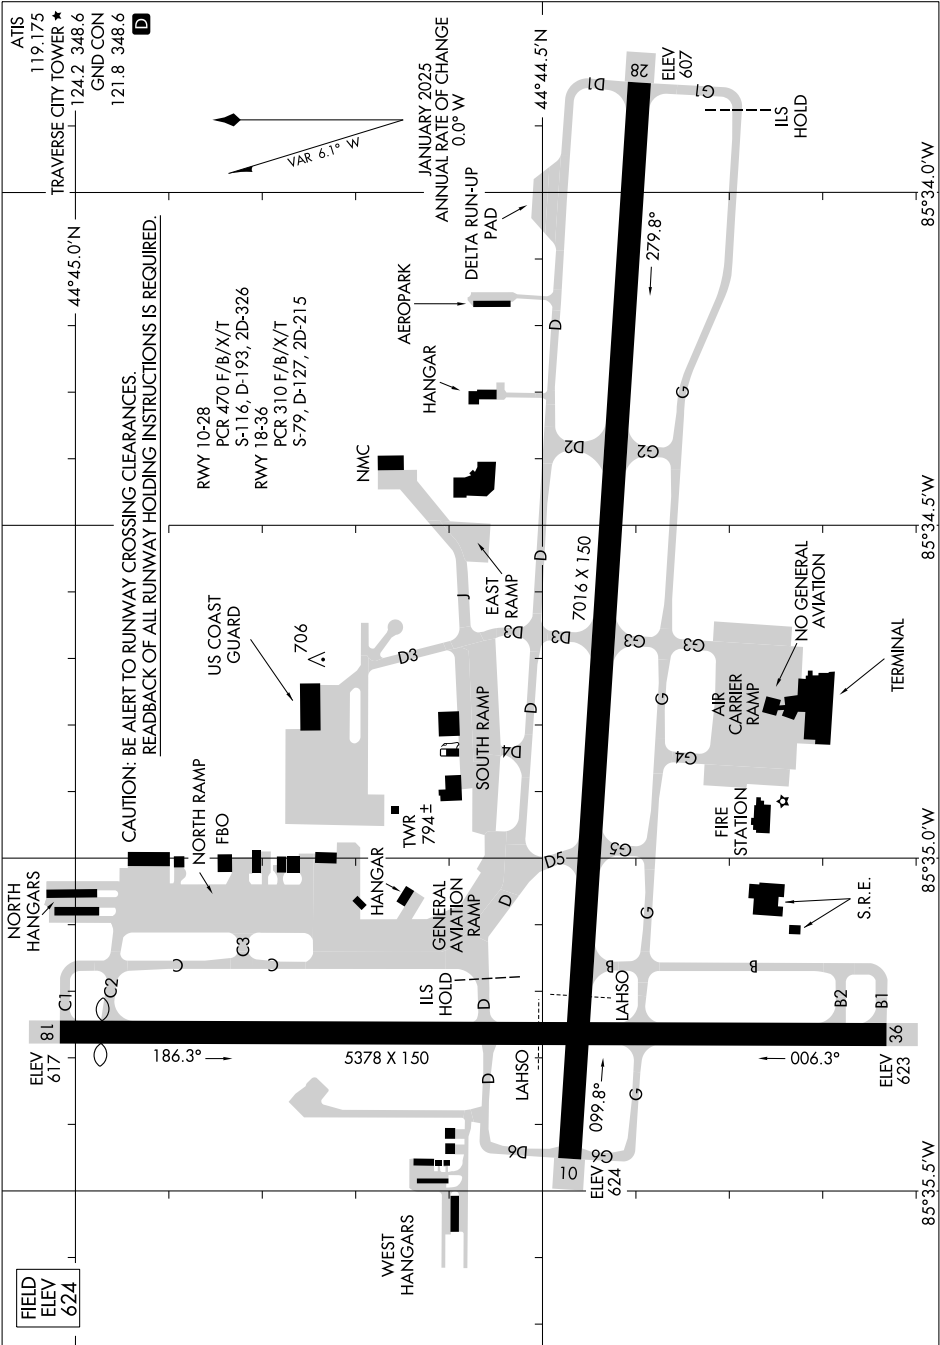 ATIS
119.175
TRAVERSE CITY TOWER ★
124.2 348.6
GND CON
121.8 348.6
D
VAR 6.1° W
JANUARY 2025
ANNUAL RATE OF CHANGE
0.0° W
44°45.0'N
44°44.5'N
CAUTION: BE ALERT TO RUNWAY CROSSING CLEARANCES.
READBACK OF ALL RUNWAY HOLDING INSTRUCTIONS IS REQUIRED.
RWY 10-28
PCR 470 F/B/X/T
S-116, D-193, 2D-326
RWY 18-36
PCR 310 F/B/X/T
S-79, D-127, 2D-215
DELTA RUN-UP
PAD
AEROPARK
HANGAR
NMC
EAST
RAMP
US COAST
GUARD
706
SOUTH RAMP
TWR
794±
NORTH RAMP
FBO
HANGAR
GENERAL
AVIATION
RAMP
NORTH
HANGARS
ILS
HOLD
LAHSO
LAHSO
WEST
HANGARS
FIELD
ELEV
624
ELEV
617
18
C1
C2
C3
C
C
186.3°
5378 X 150
006.3°
36
ELEV
623
B
B
B1
B2
10
ELEV
624
099.8°
7016 X 150
279.8°
28
ELEV
607
D1
D
D2
D
D3
D3
D3
J
D
D4
D5
D
D
D
D6
G6
G
G
G5
G4
G
G3
G3
G2
G
G1
ILS
HOLD
NO GENERAL
AVIATION
AIR
CARRIER
RAMP
TERMINAL
FIRE
STATION
S.R.E.
85°34.0'W
85°34.5'W
85°35.0'W
85°35.5'W